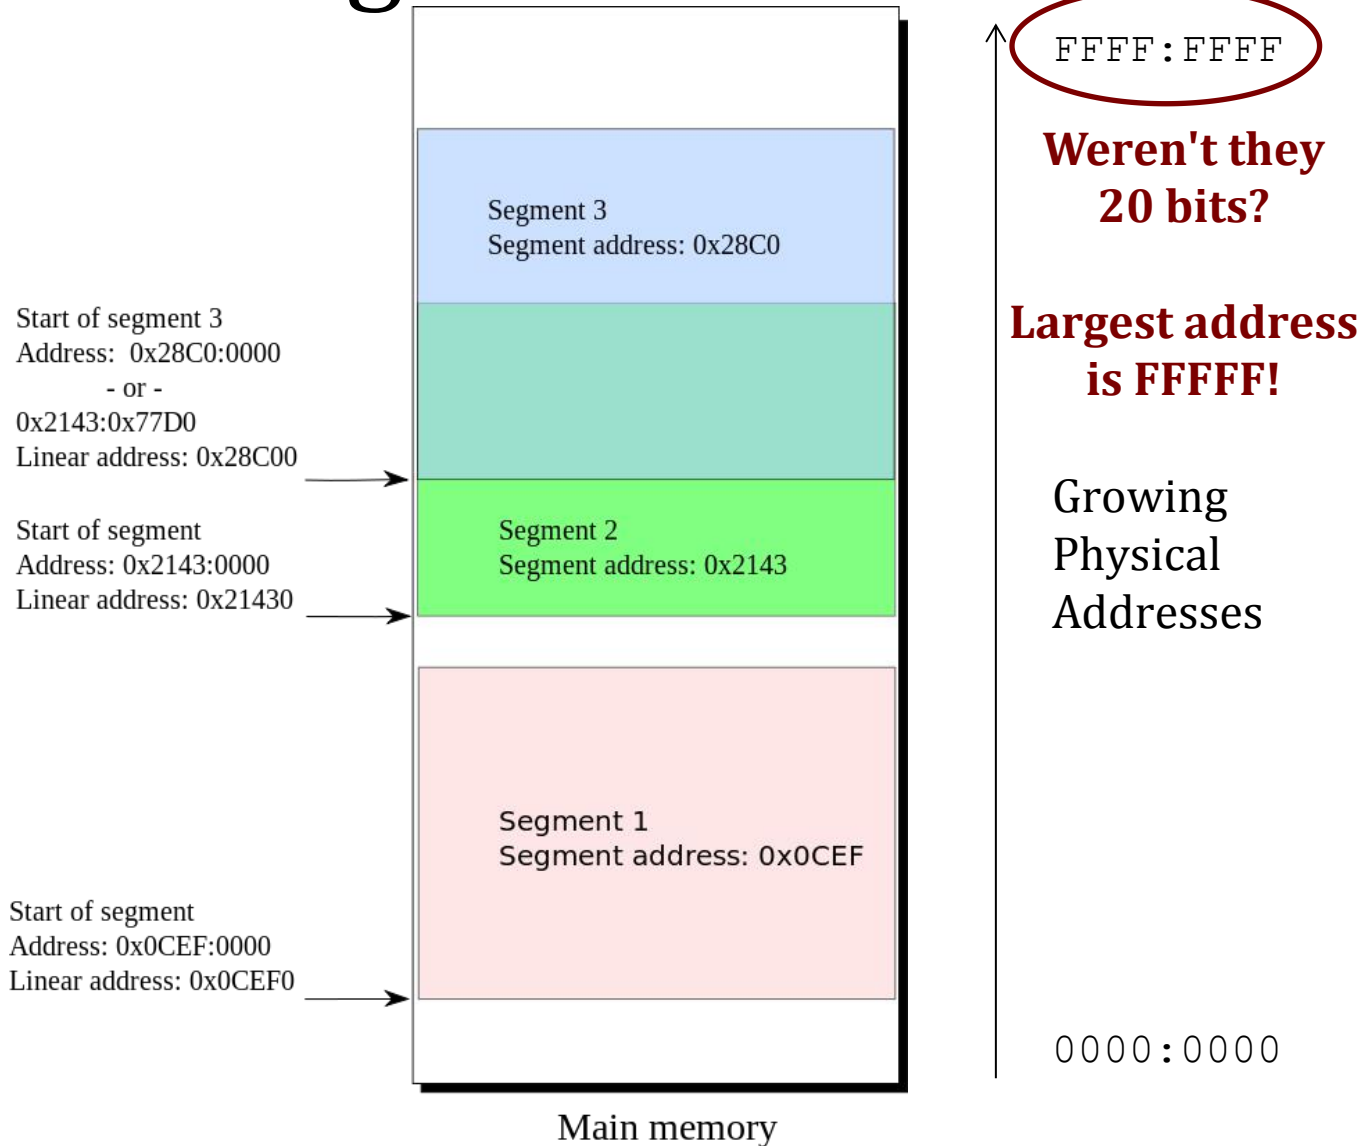 FFFF:FFFF
Weren't they
20 bits?
Largest address
is FFFFF!
Growing
Physical
Addresses
0000:0000
Segment 3
Segment address: 0x28C0
Start of segment 3
Address: 0x28C0:0000
- or -
0x2143:0x77D0
Linear address: 0x28C00
Start of segment
Address: 0x2143:0000
Linear address: 0x21430
Segment 2
Segment address: 0x2143
Segment 1
Segment address: 0x0CEF
Start of segment
Address: 0x0CEF:0000
Linear address: 0x0CEF0
Main memory